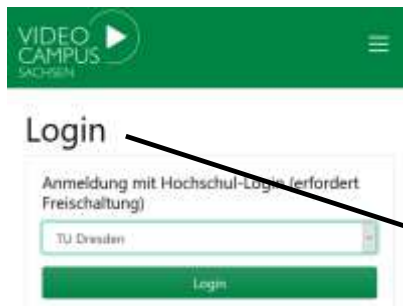 VIDEO
CAMPUS
SACHSEN
Login
Anmeldung mit Hochschul-Login (erfordert
Freischaltung)
TU Dresden
Login